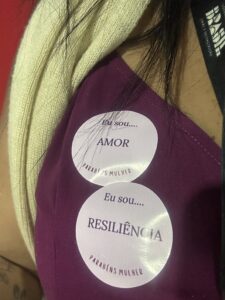 Eu sou....
AMOR
PARABÉNS MULHER
Eu sou....
RESILIÊNCIA
PARABÉNS MULHER